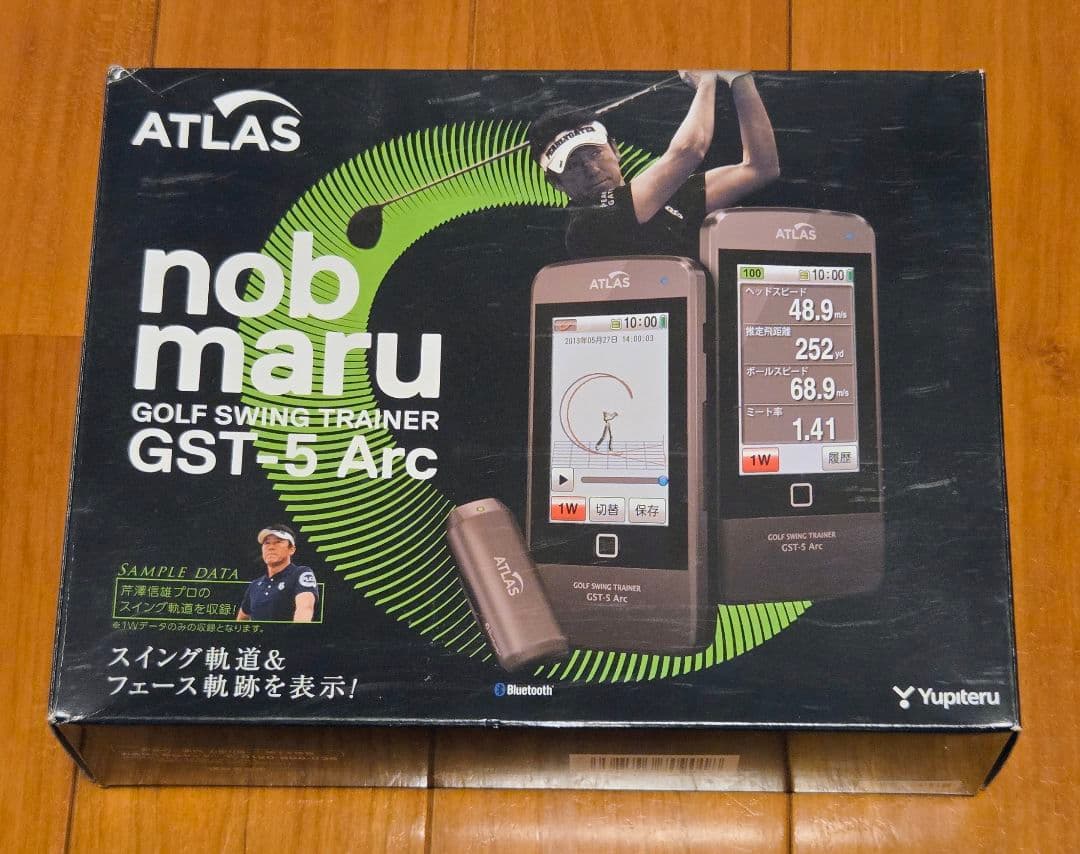 ATLAS
nob
maru
GOLF SWING TRAINER
GST-5 Arc
SAMPLE DATA
芹澤信雄プロの
スイング軌道を収録!
※1Wデータのみの収録となります。
スイング軌道&
フェース軌跡を表示!
PEARLY GATES
ATLAS
10:00
2013年05月27日 14:00:03
1W
切替
保存
GOLF SWING TRAINER
GST-5 Arc
ATLAS
100
10:00
ヘッドスピード
48.9m/s
推定飛距離
252yd
ボールスピード
68.9m/s
ミート率
1.41
1W
履歴
GOLF SWING TRAINER
GST-5 Arc
ATLAS
Bluetooth
Yupiteru